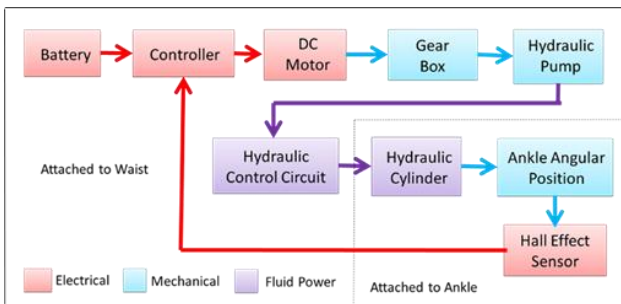 Battery
Controller
DC
Motor
Gear
Box
Hydraulic
Pump
Hydraulic
Control Circuit
Hydraulic
Cylinder
Ankle Angular
Position
Attached to Waist
Hall Effect
Sensor
Electrical
Mechanical
Fluid Power
Attached to Ankle